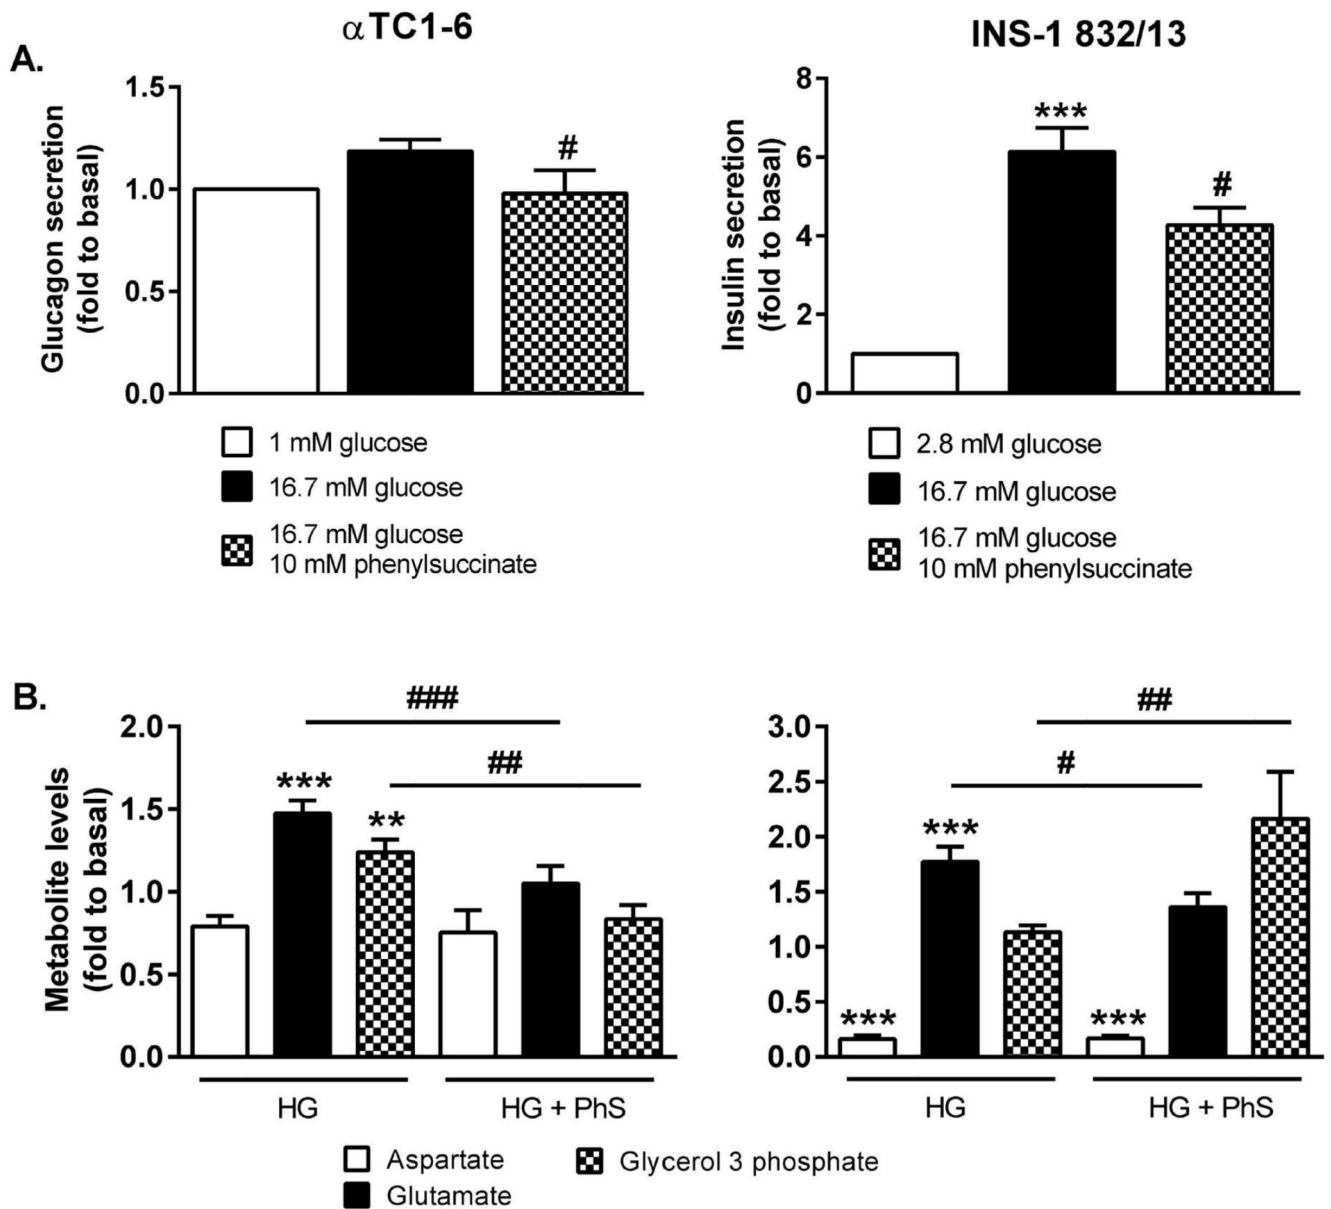 αTC1-6
INS-1 832/13
A.
Glucagon secretion
(fold to basal)
1.5
1.0
0.5
0.0
#
1 mM glucose
16.7 mM glucose
16.7 mM glucose
10 mM phenylsuccinate
Insulin secretion
(fold to basal)
8
6
4
2
0
***
#
2.8 mM glucose
16.7 mM glucose
16.7 mM glucose
10 mM phenylsuccinate
B.
Metabolite levels
(fold to basal)
2.0
1.5
1.0
0.5
0.0
###
##
***
**
HG
HG + PhS
3.0
2.5
2.0
1.5
1.0
0.5
0.0
##
#
***
***
***
HG
HG + PhS
Aspartate
Glycerol 3 phosphate
Glutamate